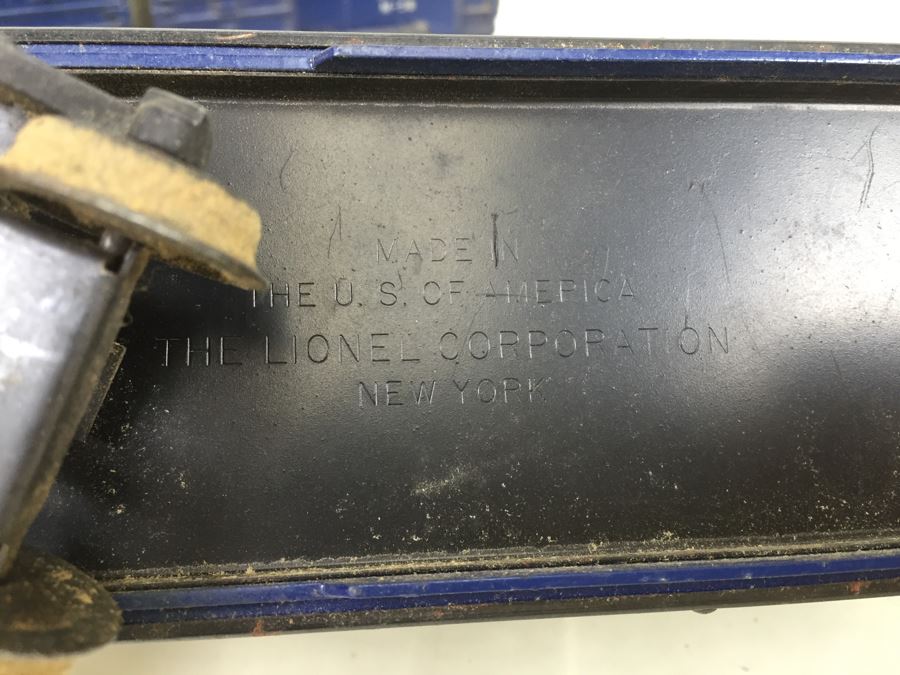 MADE IN
THE U. S. OF AMERICA
THE LIONEL CORPORATION
NEW YORK